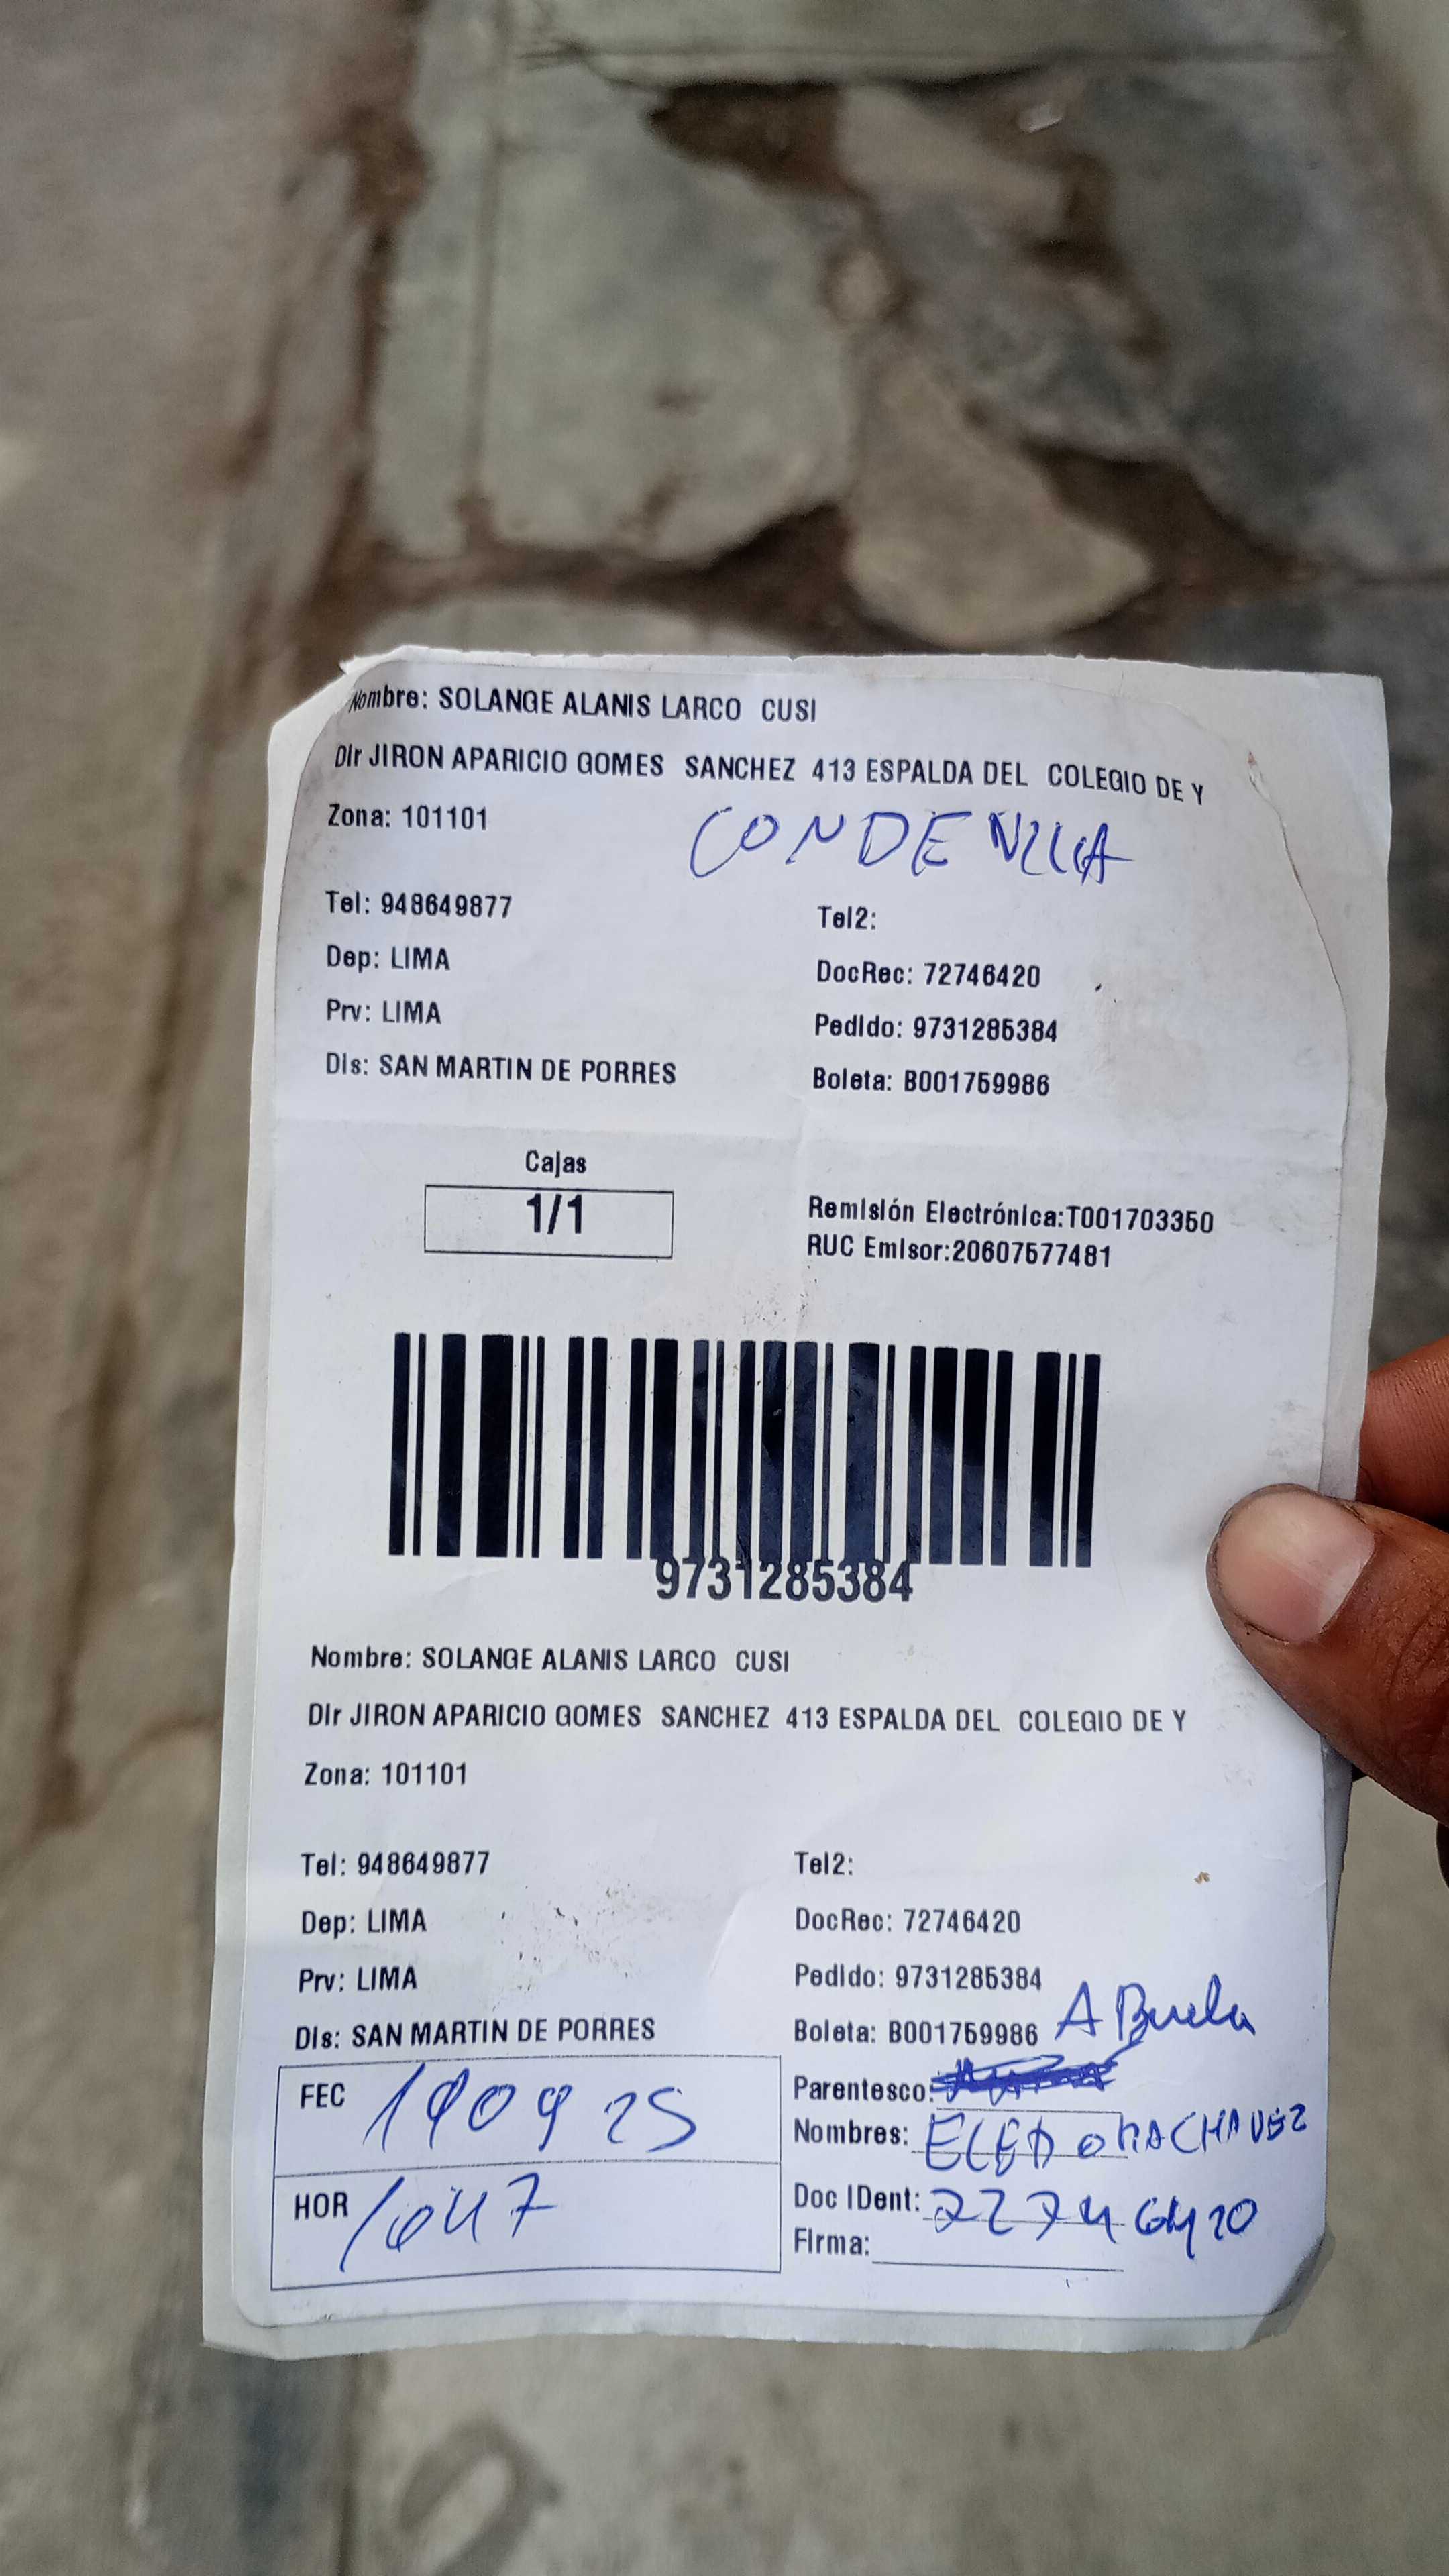 Nombre: SOLANGE ALANIS LARCO CUSI
Dir JIRON APARICIO GOMES SANCHEZ 413 ESPALDA DEL COLEGIO DE Y
Zona: 101101
Tel: 948649877 Tel2:
Dep: LIMA DocRec: 72746420
Prv: LIMA Pedido: 9731285384
Dis: SAN MARTIN DE PORRES Boleta: B001759986
Cajas
1/1
Remisión Electrónica:T001703350
RUC Emisor:20607577481
9731285384
Nombre: SOLANGE ALANIS LARCO CUSI
Dir JIRON APARICIO GOMES SANCHEZ 413 ESPALDA DEL COLEGIO DE Y
Zona: 101101
Tel: 948649877 Tel2:
Dep: LIMA DocRec: 72746420
Prv: LIMA Pedido: 9731285384
Dis: SAN MARTIN DE PORRES Boleta: B001759986 ABuela
FEC 190925 Parentesco:
Nombres: CHAVEZ
HOR 1047 Doc IDent: 72746420
Firma: